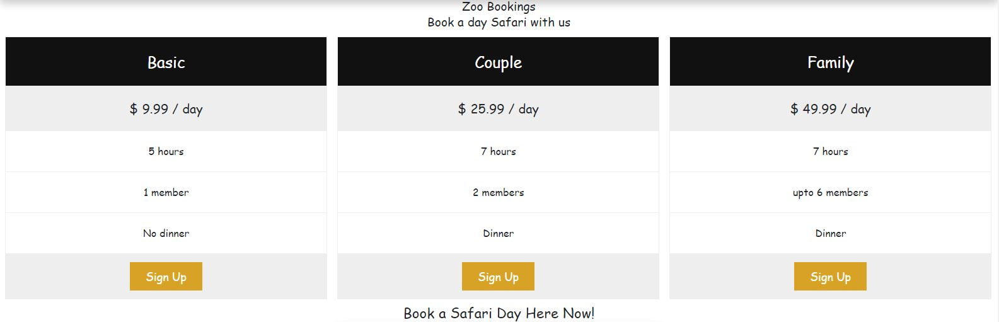 Zoo Bookings
Book a day Safari with us
Basic
$ 9.99 / day
5 hours
1 member
No dinner
Sign Up
Couple
$ 25.99 / day
7 hours
2 members
Dinner
Sign Up
Family
$ 49.99 / day
7 hours
upto 6 members
Dinner
Sign Up
Book a Safari Day Here Now!